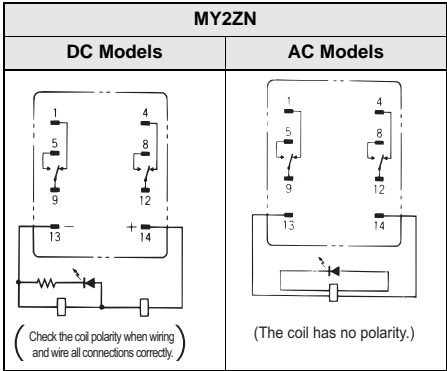 MY2ZN
DC Models
AC Models
1 4
5 8
9 12
13 − + 14
(Check the coil polarity when wiring
and wire all connections correctly.)
1 4
5 8
9 12
13 14
(The coil has no polarity.)